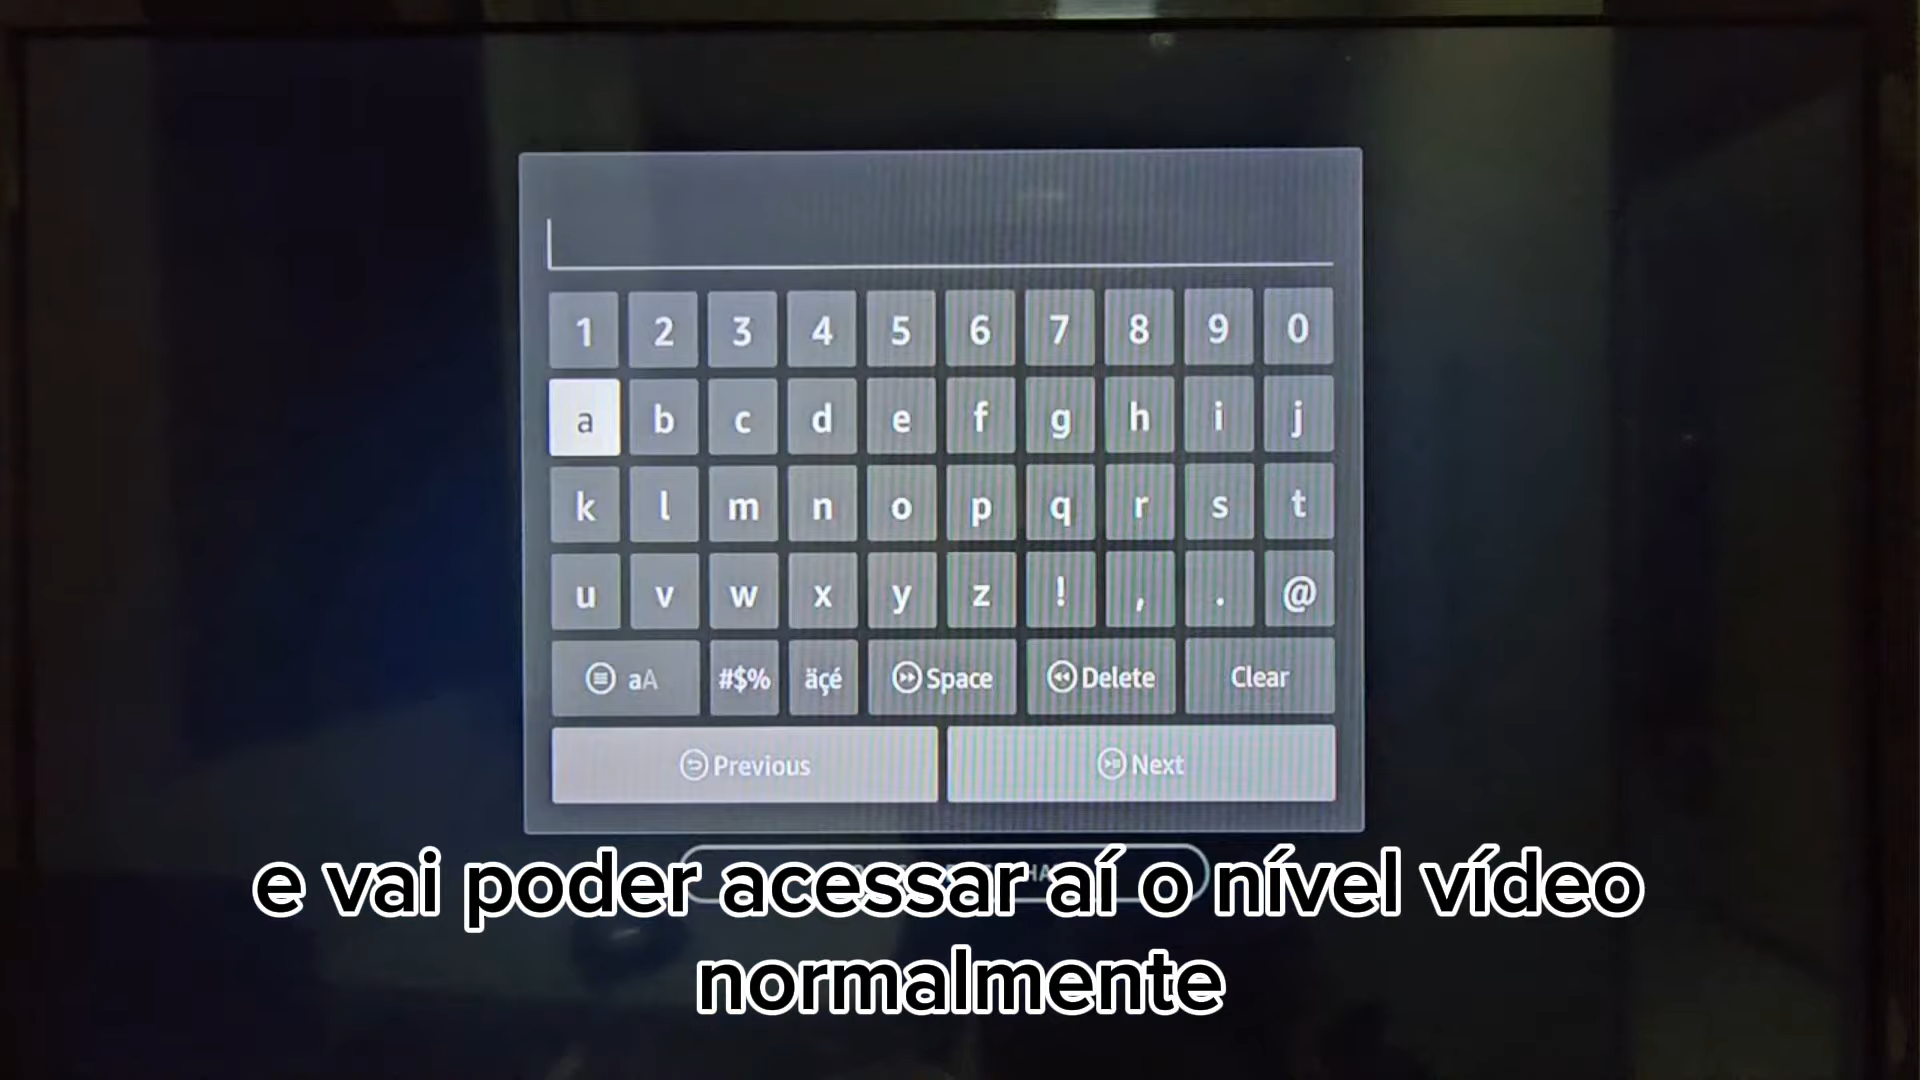 1 2 3 4 5 6 7 8 9 0
a b c d e f g h i j
k l m n o p q r s t
u v w x y z ! , . @
aA #$% äçé Space Delete Clear
Previous Next
e vai poder acessar aí o nível vídeo
normalmente